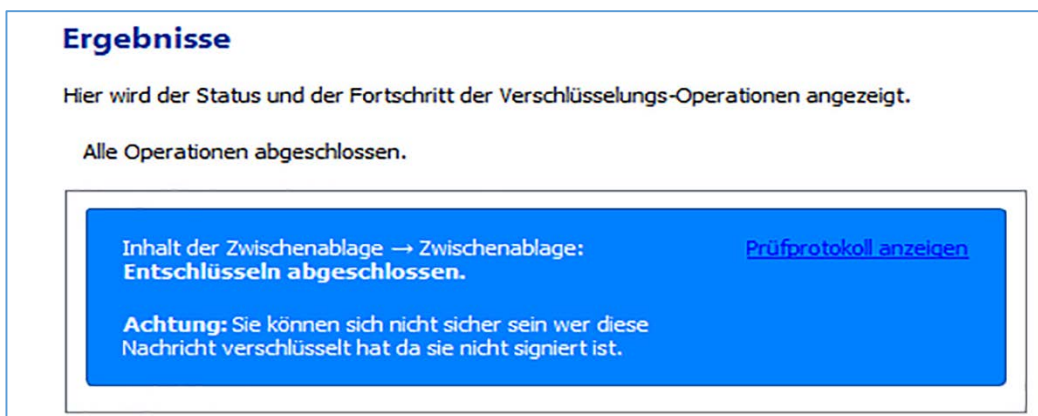 Ergebnisse
Hier wird der Status und der Fortschritt der Verschlüsselungs-Operationen angezeigt.
Alle Operationen abgeschlossen.
Inhalt der Zwischenablage → Zwischenablage: Prüfprotokoll anzeigen
Entschlüsseln abgeschlossen.
Achtung: Sie können sich nicht sicher sein wer diese
Nachricht verschlüsselt hat da sie nicht signiert ist.